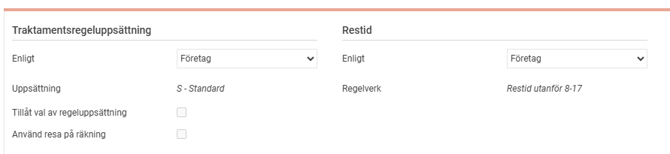 Traktamentsregeluppsättning
Restid
Enligt
Företag
Enligt
Företag
Uppsättning
S - Standard
Regelverk
Restid utanför 8-17
Tillåt val av regeluppsättning
Använd resa på räkning